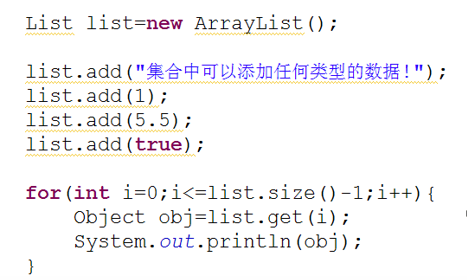 List list=new ArrayList();
list.add("集合中可以添加任何类型的数据!");
list.add(1);
list.add(5.5);
list.add(true);
for(int i=0;i<=list.size()-1;i++){
    Object obj=list.get(i);
    System.out.println(obj);
}